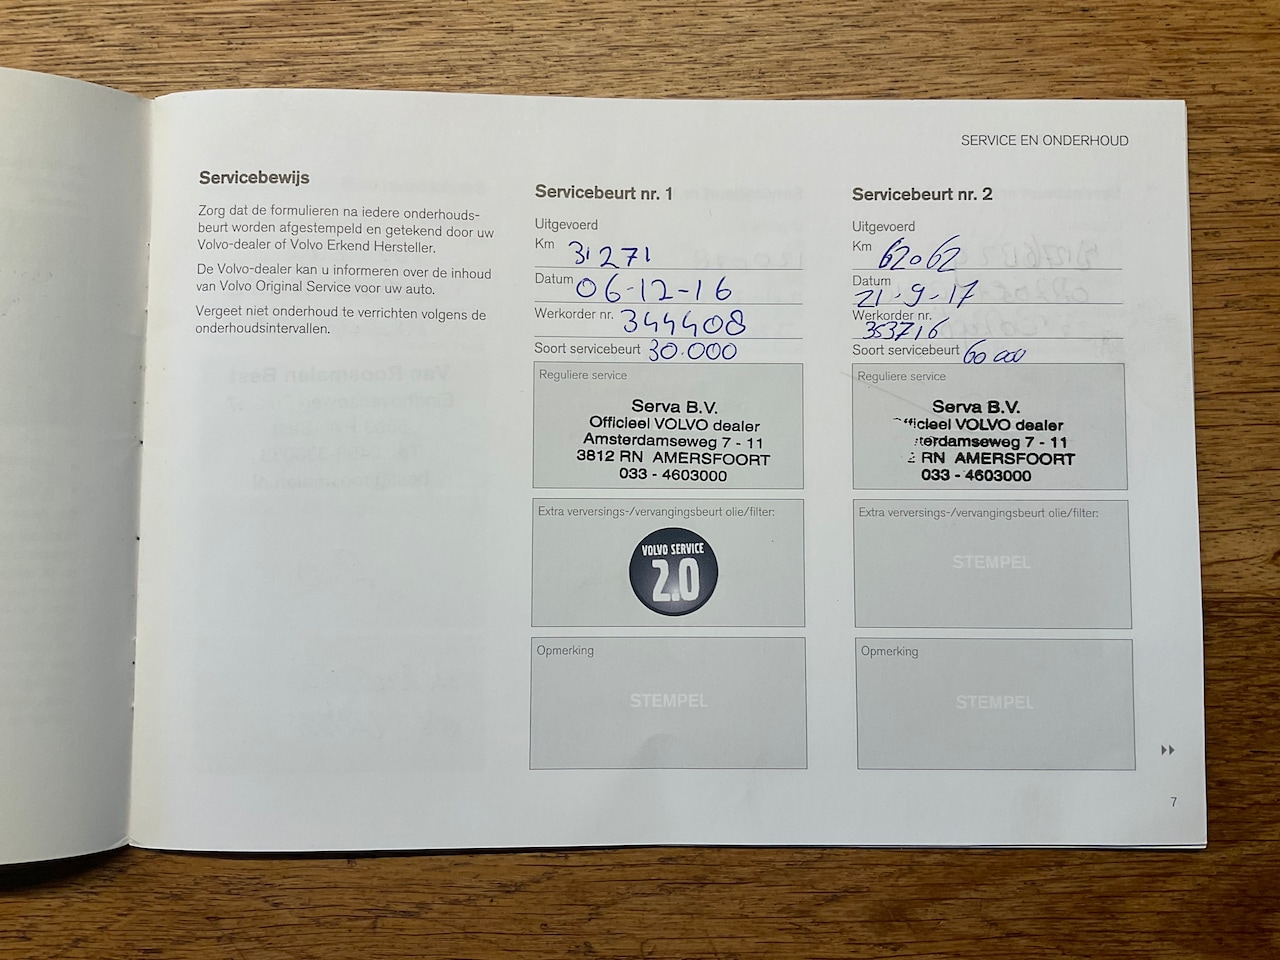 SERVICE EN ONDERHOUD
Servicebewijs
Zorg dat de formulieren na iedere onderhouds-
beurt worden afgestempeld en getekend door uw
Volvo-dealer of Volvo Erkend Hersteller.
De Volvo-dealer kan u informeren over de inhoud
van Volvo Original Service voor uw auto.
Vergeet niet onderhoud te verrichten volgens de
onderhoudsintervallen.
Servicebeurt nr. 1
Uitgevoerd
Km 31271
Datum 06-12-16
Werkorder nr. 344408
Soort servicebeurt 30.000
Reguliere service
Serva B.V.
Officieel VOLVO dealer
Amsterdamseweg 7 - 11
3812 RN AMERSFOORT
033 - 4603000
Extra verversings-/vervangingsbeurt olie/filter:
VOLVO SERVICE
2.0
Opmerking
STEMPEL
Servicebeurt nr. 2
Uitgevoerd
Km 62062
Datum
21-9-17
Werkorder nr.
353716
Soort servicebeurt 60 000
Reguliere service
Serva B.V.
fficieel VOLVO dealer
terdamseweg 7 - 11
2 RN AMERSFOORT
033 - 4603000
Extra verversings-/vervangingsbeurt olie/filter:
STEMPEL
Opmerking
STEMPEL
7